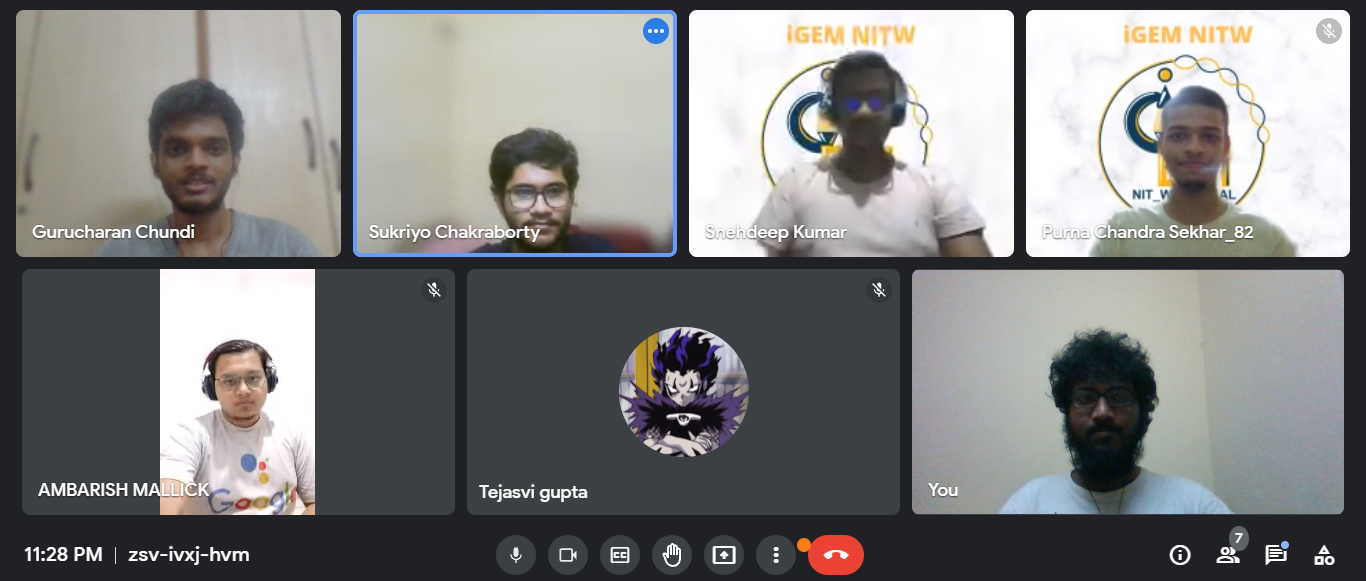 iGEM NITW
iGEM NITW
NIT_W
AL
Gurucharan Chundi
Sukriyo Chakraborty
Snehdeep Kumar
Purna Chandra Sekhar_82
Google
AMBARISH MALLICK
Tejasvi gupta
You
11:28 PM | zsv-ivxj-hvm
CC
7